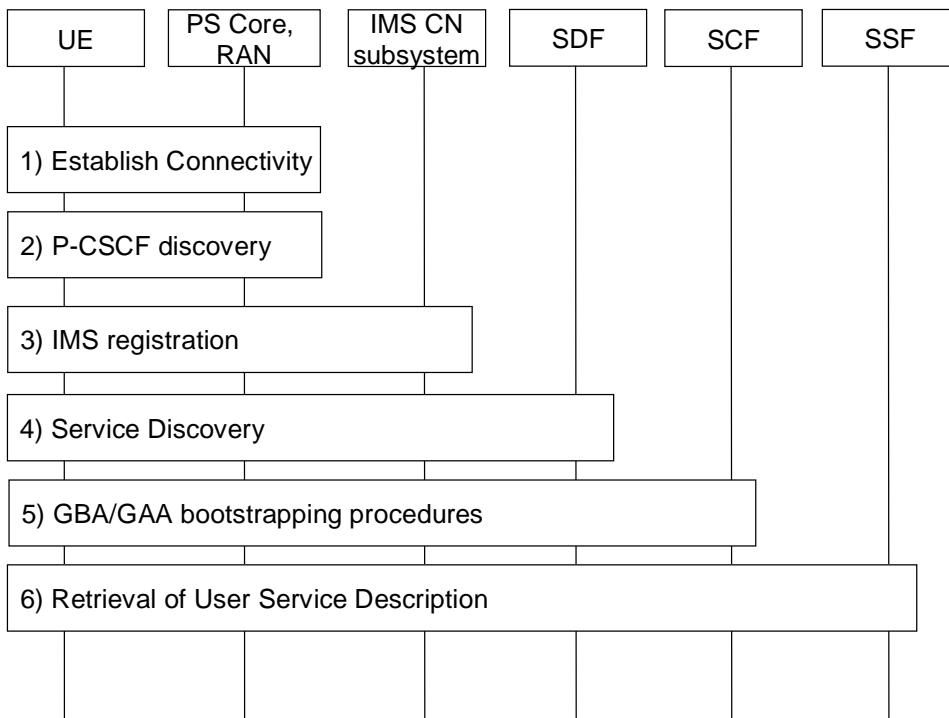 UE
PS Core,
RAN
IMS CN
subsystem
SDF
SCF
SSF
1) Establish Connectivity
2) P-CSCF discovery
3) IMS registration
4) Service Discovery
5) GBA/GAA bootstrapping procedures
6) Retrieval of User Service Description